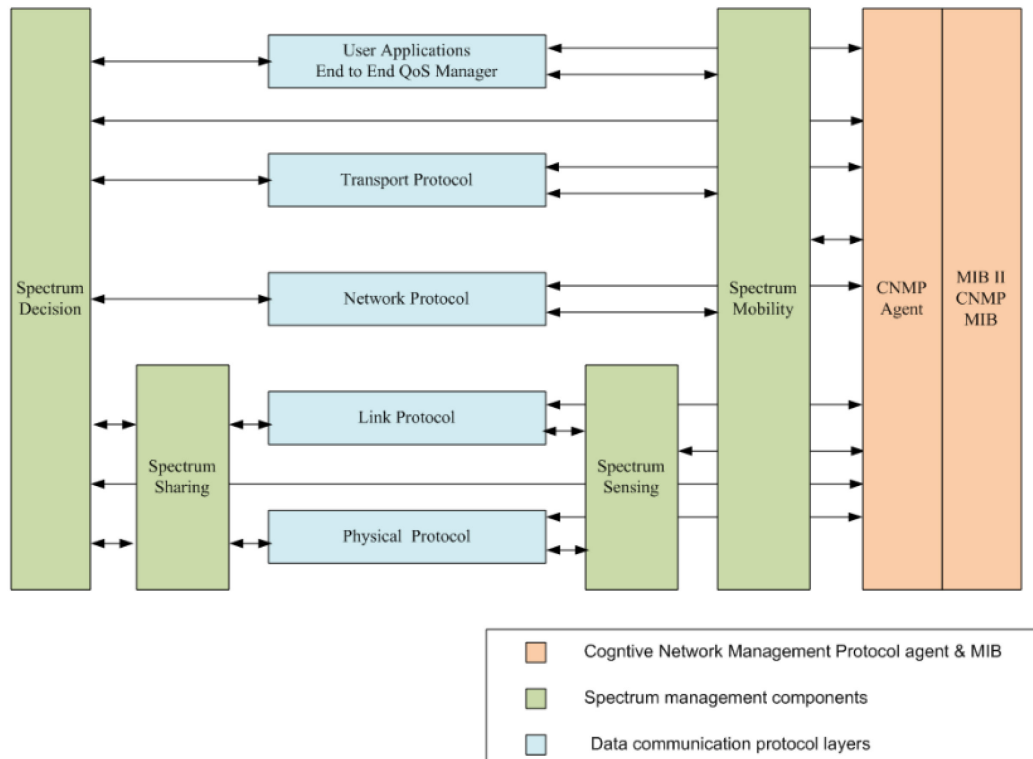 User Applications
End to End QoS Manager
Transport Protocol
Spectrum
Decision
Network Protocol
Spectrum
Mobility
CNMP
Agent
MIB II
CNMP
MIB
Link Protocol
Spectrum
Sharing
Spectrum
Sensing
Physical Protocol
Cogntive Network Management Protocol agent & MIB
Spectrum management components
Data communication protocol layers